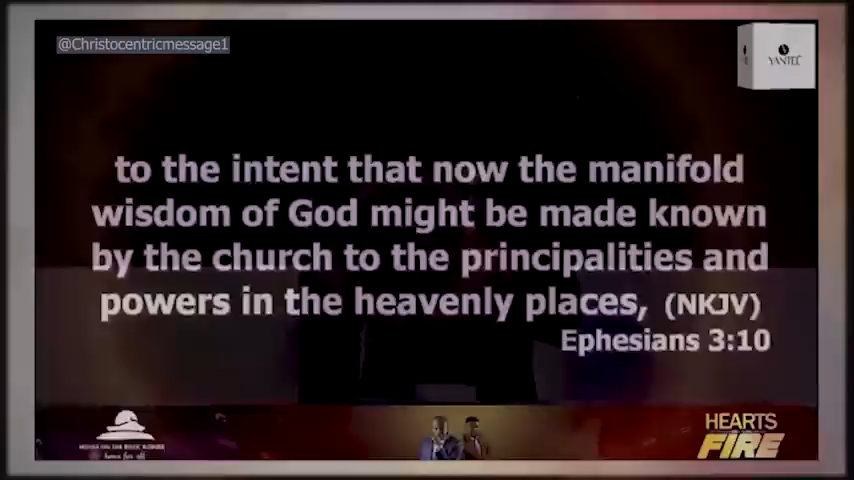 @Christocentricmessage1
YANTEE
to the intent that now the manifold
wisdom of God might be made known
by the church to the principalities and
powers in the heavenly places, (NKJV)
Ephesians 3:10
HEARTS
FIRE